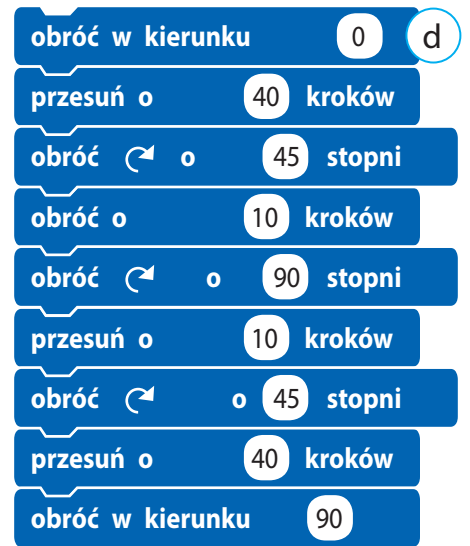 obróć w kierunku 0 d
przesuń o 40 kroków
obróć o 45 stopni
obróć o 10 kroków
obróć o 90 stopni
przesuń o 10 kroków
obróć o 45 stopni
przesuń o 40 kroków
obróć w kierunku 90